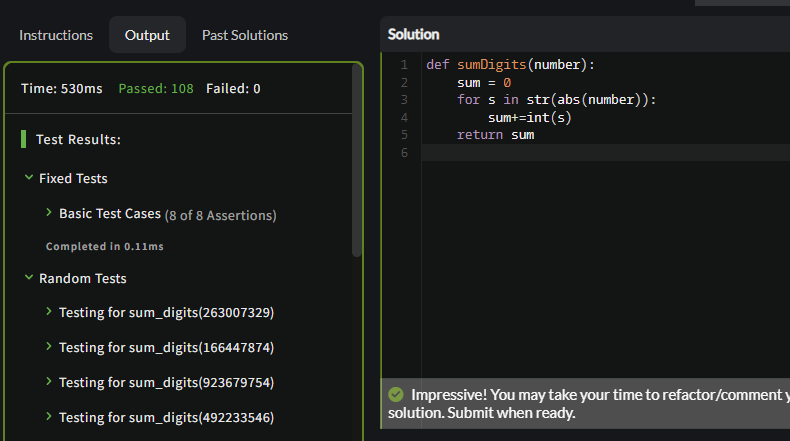 Instructions Output Past Solutions
Time: 530ms Passed: 108 Failed: 0
Test Results:
Fixed Tests
Basic Test Cases (8 of 8 Assertions)
Completed in 0.11ms
Random Tests
Testing for sum_digits(263007329)
Testing for sum_digits(166447874)
Testing for sum_digits(923679754)
Testing for sum_digits(492233546)
Solution
1 def sumDigits(number):
2     sum = 0
3     for s in str(abs(number)):
4         sum+=int(s)
5     return sum
6
Impressive! You may take your time to refactor/comment
solution. Submit when ready.